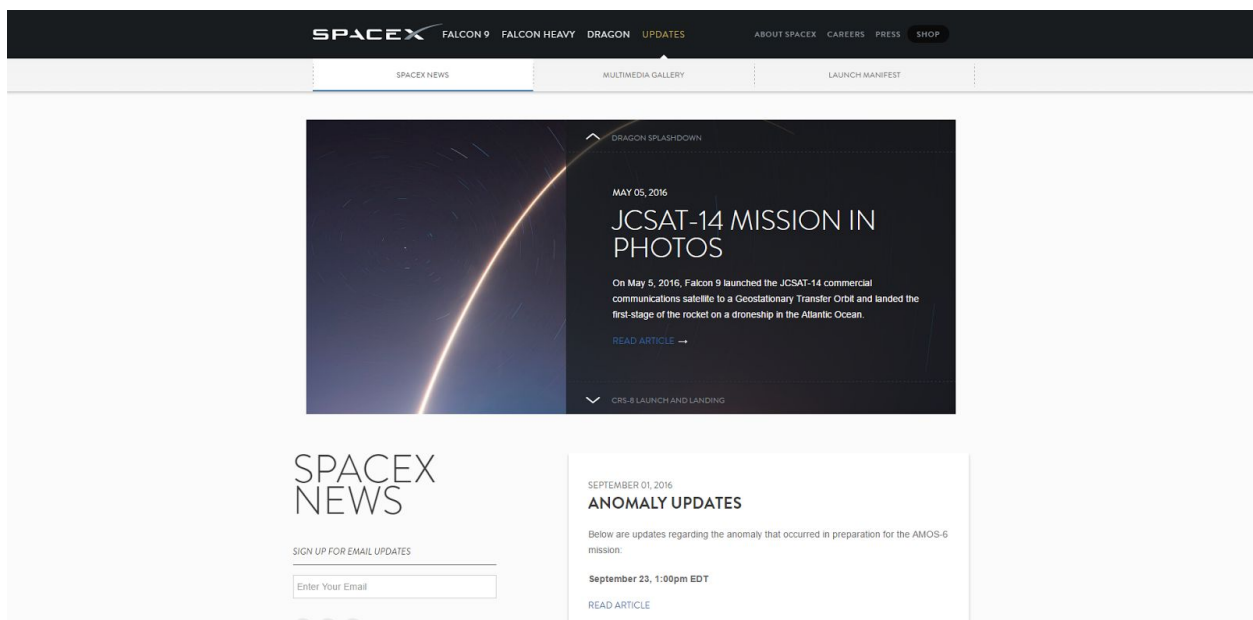 SPACEX FALCON 9 FALCON HEAVY DRAGON UPDATES ABOUT SPACEX CAREERS PRESS SHOP
SPACEX NEWS MULTIMEDIA GALLERY LAUNCH MANIFEST
DRAGON SPLASHDOWN
MAY 05, 2016
JCSAT-14 MISSION IN
PHOTOS
On May 5, 2016, Falcon 9 launched the JCSAT-14 commercial
communications satellite to a Geostationary Transfer Orbit and landed the
first-stage of the rocket on a droneship in the Atlantic Ocean.
READ ARTICLE →
CRS-8 LAUNCH AND LANDING
SPACEX
NEWS
SIGN UP FOR EMAIL UPDATES
Enter Your Email
SEPTEMBER 01, 2016
ANOMALY UPDATES
Below are updates regarding the anomaly that occurred in preparation for the AMOS-6
mission:
September 23, 1:00pm EDT
READ ARTICLE